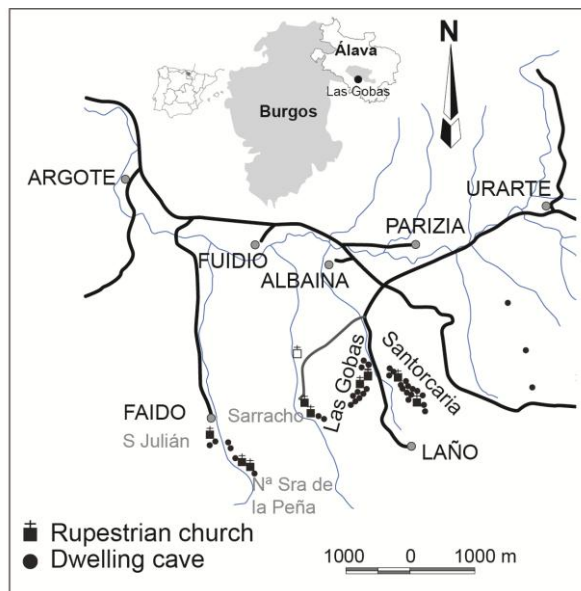 N
Álava
Las Gobas
Burgos
ARGOTE
URARTE
PARIZIA
FUIDIO
ALBAINA
Las Gobas
Santorcaria
FAIDO
Sarracho
S Julián
LAÑO
Nª Sra de
la Peña
Rupestrian church
Dwelling cave
1000 0 1000 m